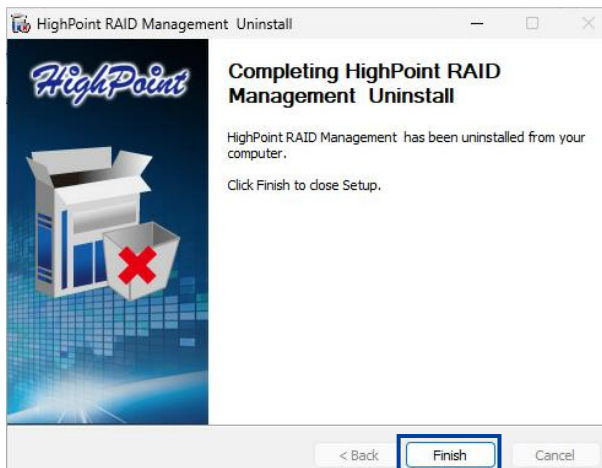 HighPoint RAID Management Uninstall
HighPoint
Completing HighPoint RAID
Management Uninstall
HighPoint RAID Management has been uninstalled from your
computer.
Click Finish to close Setup.
< Back
Finish
Cancel